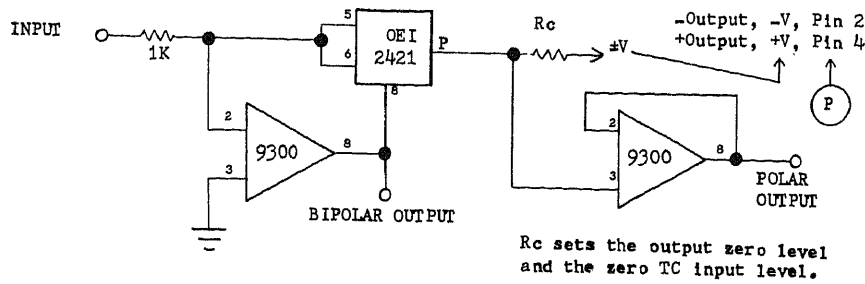 INPUT
1K
5
6
OEI
2421
P
8
Rc
±V
-Output, -V, Pin 2
+Output, +V, Pin 4
P
2
3
9300
8
BIPOLAR OUTPUT
2
3
9300
8
POLAR
OUTPUT
Rc sets the output zero level
and the zero TC input level.